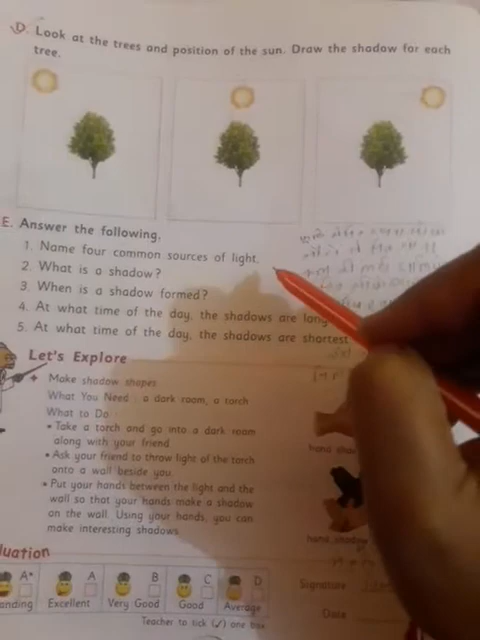 D. Look at the trees and position of the sun. Draw the shadow for each
tree.
E. Answer the following.
1. Name four common sources of light.
2. What is a shadow?
3. When is a shadow formed?
4. At what time of the day, the shadows are long
5. At what time of the day, the shadows are shortest
Let's Explore
Make shadow shapes
What You Need : a dark room, a torch
What to Do
• Take a torch and go into a dark room
along with your friend
• Ask your friend to throw light of the torch
onto a wall beside you.
• Put your hands between the light and the
wall so that your hands make a shadow
on the wall. Using your hands, you can
make interesting shadows.
hand sha
hand shadow
luation
A* A B C D
anding Excellent Very Good Good Average
Signature
Date
Teacher to tick (✓) one box